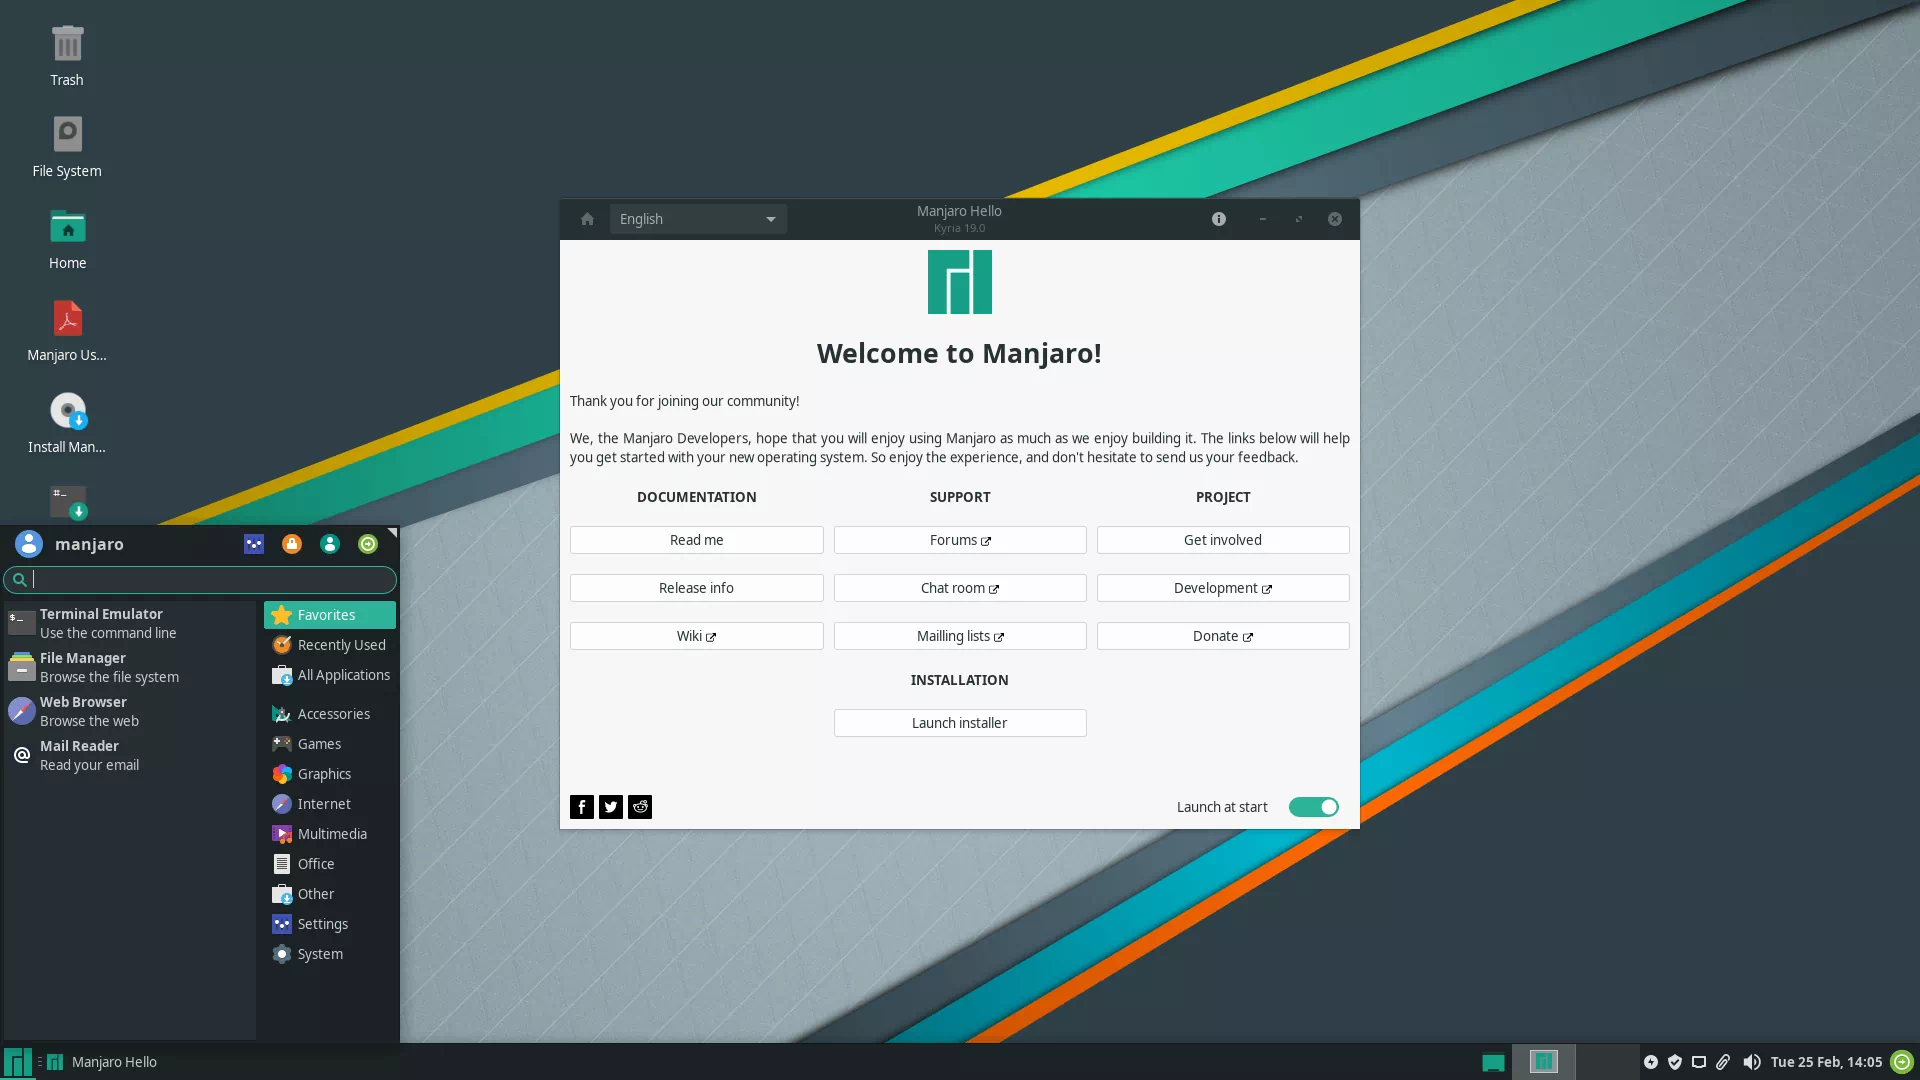 Trash
File System
Home
Manjaro Us...
Install Man...
#-
English
Manjaro Hello
Kyria 19.0
Welcome to Manjaro!
Thank you for joining our community!
We, the Manjaro Developers, hope that you will enjoy using Manjaro as much as we enjoy building it. The links below will help
you get started with your new operating system. So enjoy the experience, and don't hesitate to send us your feedback.
DOCUMENTATION SUPPORT PROJECT
Read me Forums Get involved
Release info Chat room Development
Wiki Mailling lists Donate
INSTALLATION
Launch installer
Launch at start
manjaro
Terminal Emulator
Use the command line
File Manager
Browse the file system
Web Browser
Browse the web
Mail Reader
Read your email
Favorites
Recently Used
All Applications
Accessories
Games
Graphics
Internet
Multimedia
Office
Other
Settings
System
Manjaro Hello
Tue 25 Feb, 14:05